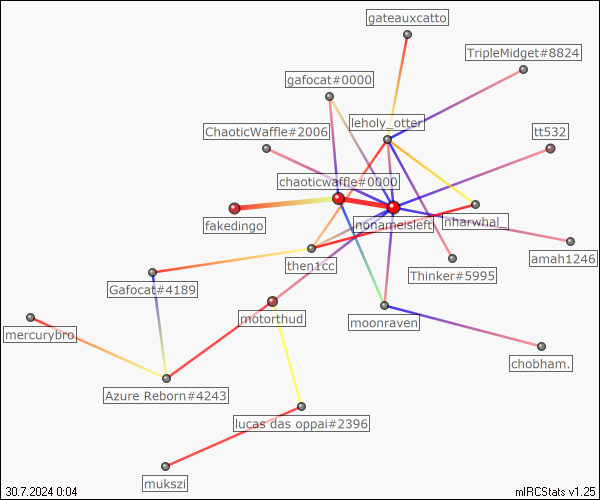 gateauxcatto
TripleMidget#8824
gafocat#0000
leholy_otter
ChaoticWaffle#2006
tt532
chaoticwaffle#0000
fakedingo
nonameisleft
nharwhal_
then1cc
amah1246
Thinker#5995
Gafocat#4189
motorthud
moonraven
mercurybro
chobham.
Azure Reborn#4243
lucas das oppai#2396
mukszi
30.7.2024 0:04
mIRCStats v1.25